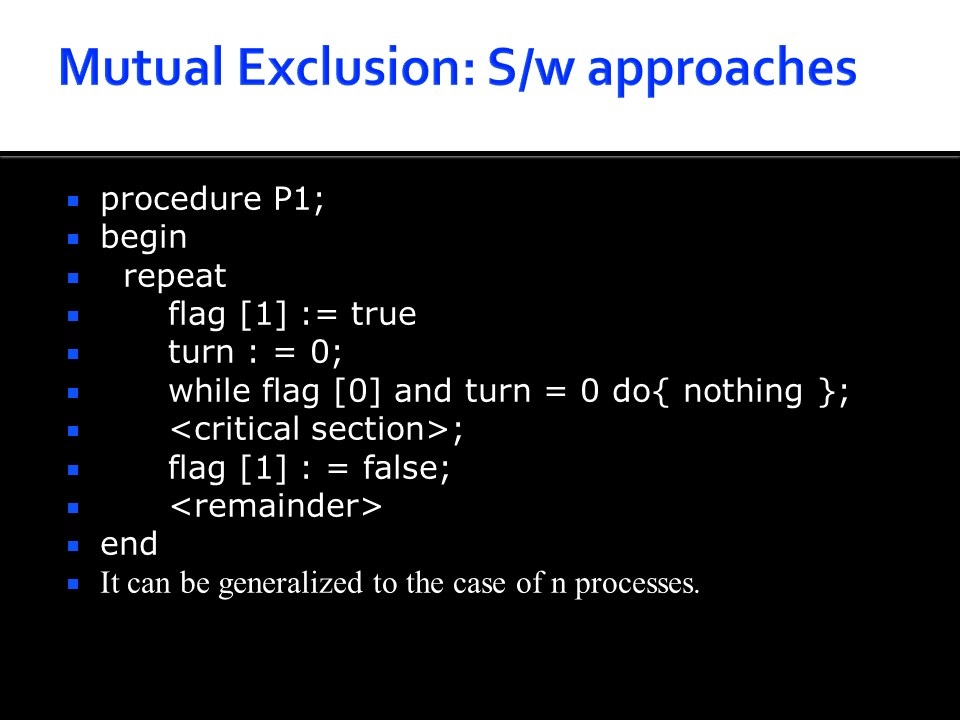 Mutual Exclusion: S/w approaches
procedure P1;
begin
repeat
flag [1] := true
turn : = 0;
while flag [0] and turn = 0 do{ nothing };
<critical section>;
flag [1] : = false;
<remainder>
end
It can be generalized to the case of n processes.